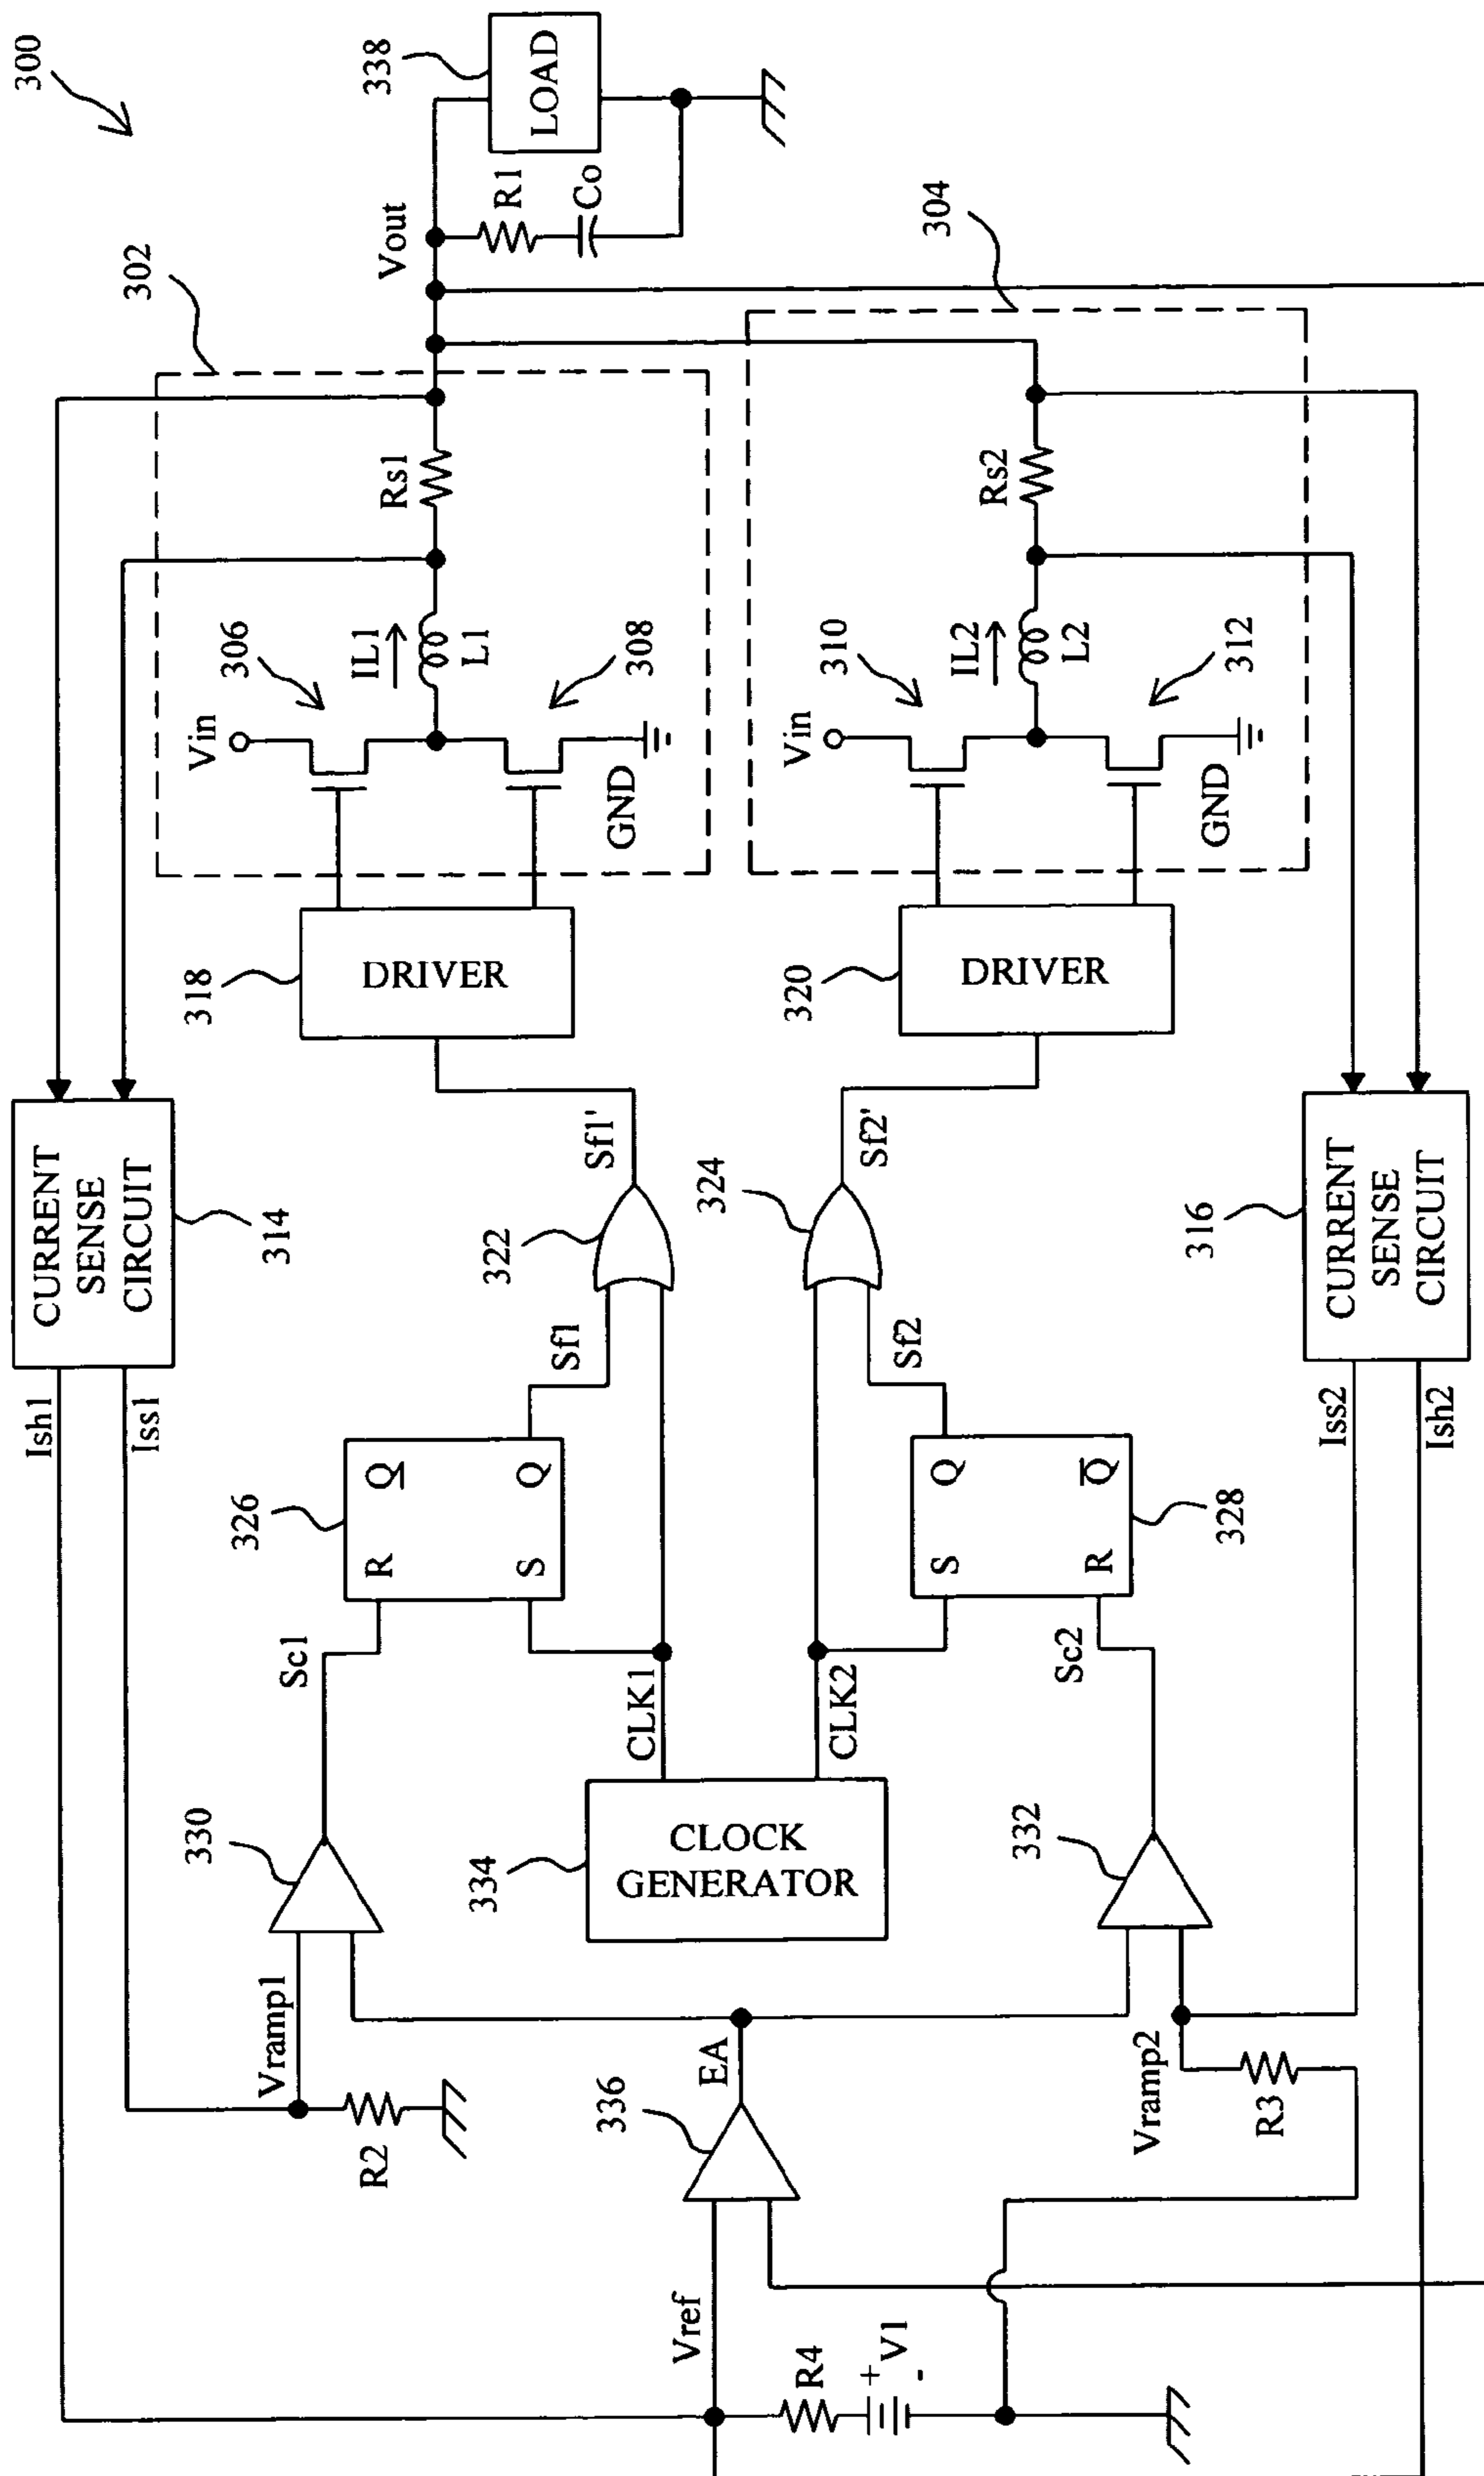 300
302
338
LOAD
Vout
R1
Co
304
Rs1
306
IL1
L1
308
Vin
GND
Rs2
310
IL2
L2
312
Vin
GND
318
DRIVER
320
DRIVER
CURRENT
SENSE
CIRCUIT
314
Ish1
Iss1
CURRENT
SENSE
CIRCUIT
316
Iss2
Ish2
Sf1'
322
Sf1
324
Sf2'
Sf2
326
R
Q
S
Q
328
S
Q
R
Q
Sc1
CLK1
CLK2
Sc2
330
334
CLOCK
GENERATOR
332
Vramp1
R2
EA
336
Vramp2
R3
Vref
R4
+
V1
-